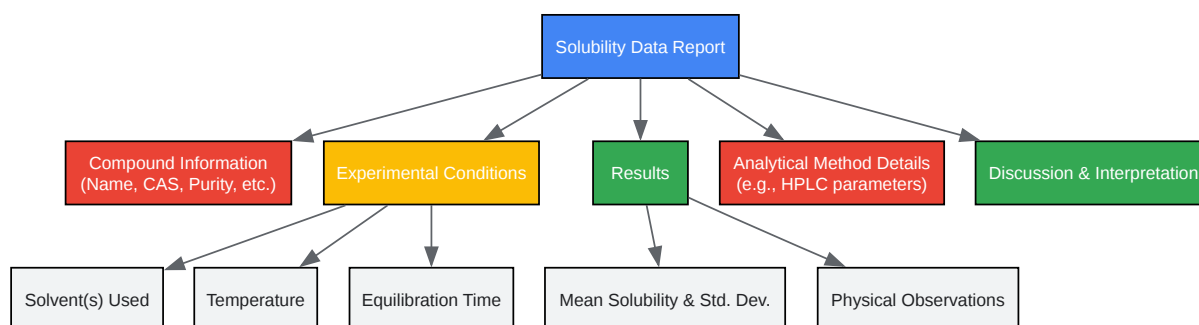 Solubility Data Report
Compound Information
(Name, CAS, Purity, etc.)
Experimental Conditions
Results
Analytical Method Details
(e.g., HPLC parameters)
Discussion & Interpretation
Solvent(s) Used
Temperature
Equilibration Time
Mean Solubility & Std. Dev.
Physical Observations